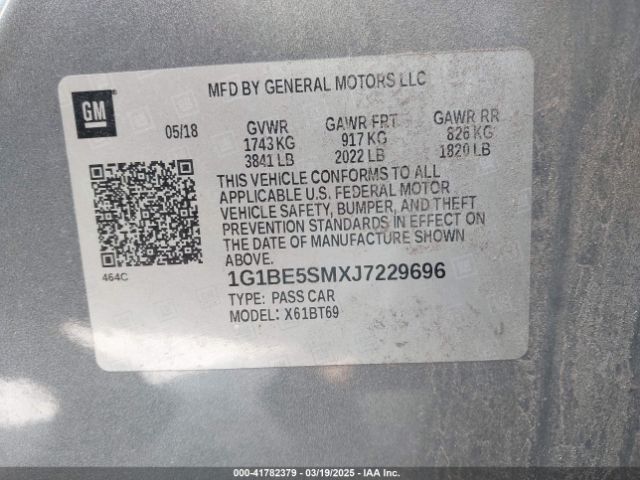 MFD BY GENERAL MOTORS LLC
GM
05/18
GVWR GAWR FRT GAWR RR
1743 KG 917 KG 826 KG
3841 LB 2022 LB 1820 LB
THIS VEHICLE CONFORMS TO ALL
APPLICABLE U.S. FEDERAL MOTOR
VEHICLE SAFETY, BUMPER, AND THEFT
PREVENTION STANDARDS IN EFFECT ON
THE DATE OF MANUFACTURE SHOWN
ABOVE.
464C
1G1BE5SMXJ7229696
TYPE: PASS CAR
MODEL: X61BT69
00-41782379 - 03/19/2025 - IAA Inc.